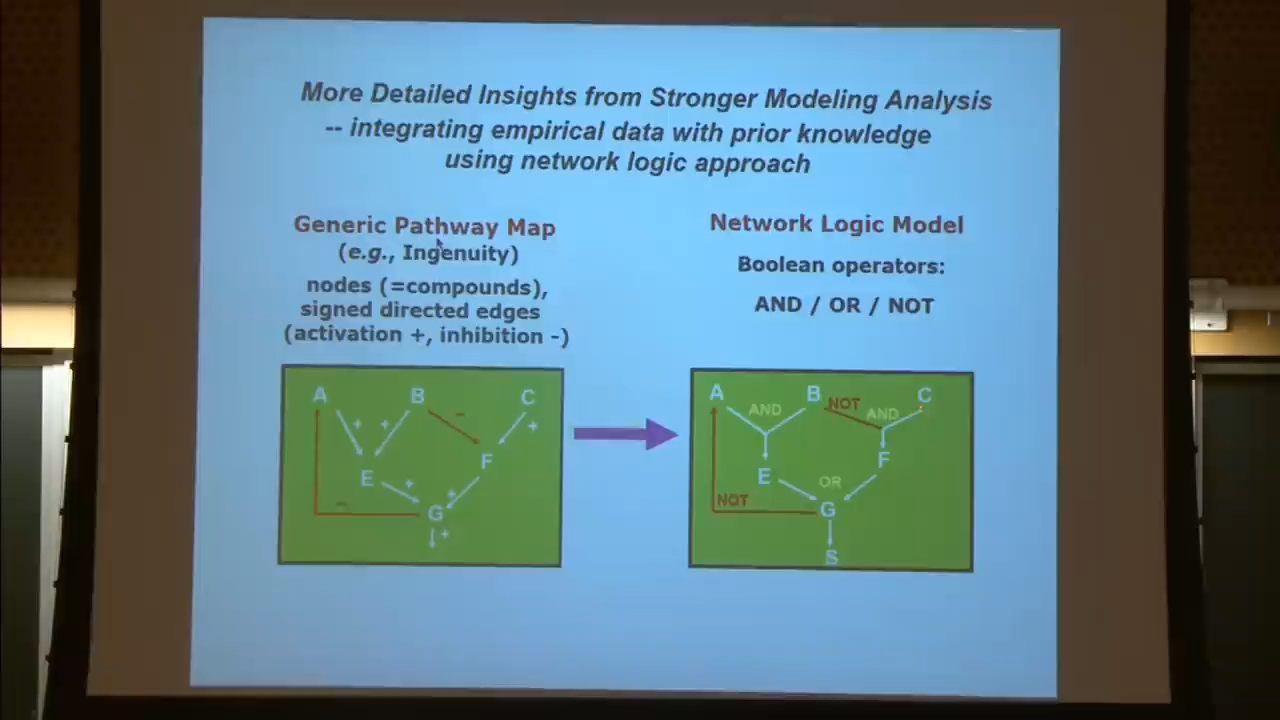 More Detailed Insights from Stronger Modeling Analysis
-- integrating empirical data with prior knowledge
using network logic approach
Generic Pathway Map
(e.g., Ingenuity)
nodes (=compounds),
signed directed edges
(activation +, inhibition -)
A B C
+ + - +
E F
+ +
- G
+
Network Logic Model
Boolean operators:
AND / OR / NOT
A B C
AND NOT AND
E F
OR
NOT G
S